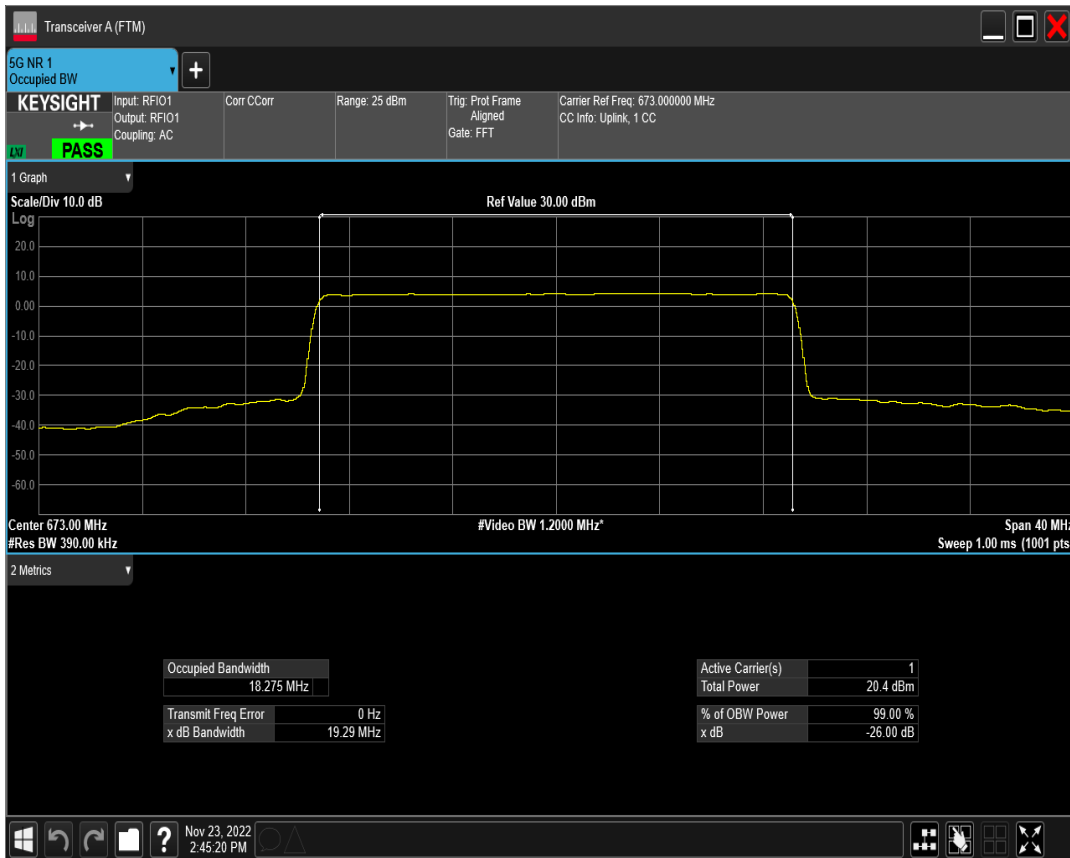 Transceiver A (FTM)
5G NR 1
Occupied BW
+
KEYSIGHT
LXI
PASS
Input: RFIO1
Output: RFIO1
Coupling: AC
Corr CCorr
Range: 25 dBm
Trig: Prot Frame
Aligned
Gate: FFT
Carrier Ref Freq: 673.000000 MHz
CC Info: Uplink, 1 CC
1 Graph
Scale/Div 10.0 dB
Ref Value 30.00 dBm
Log
20.0
10.0
0.00
-10.0
-20.0
-30.0
-40.0
-50.0
-60.0
Center 673.00 MHz
#Video BW 1.2000 MHz*
Span 40 MHz
#Res BW 390.00 kHz
Sweep 1.00 ms (1001 pts
2 Metrics
Occupied Bandwidth
18.275 MHz
Transmit Freq Error 0 Hz
x dB Bandwidth 19.29 MHz
Active Carrier(s) 1
Total Power 20.4 dBm
% of OBW Power 99.00 %
x dB -26.00 dB
?
Nov 23, 2022
2:45:20 PM